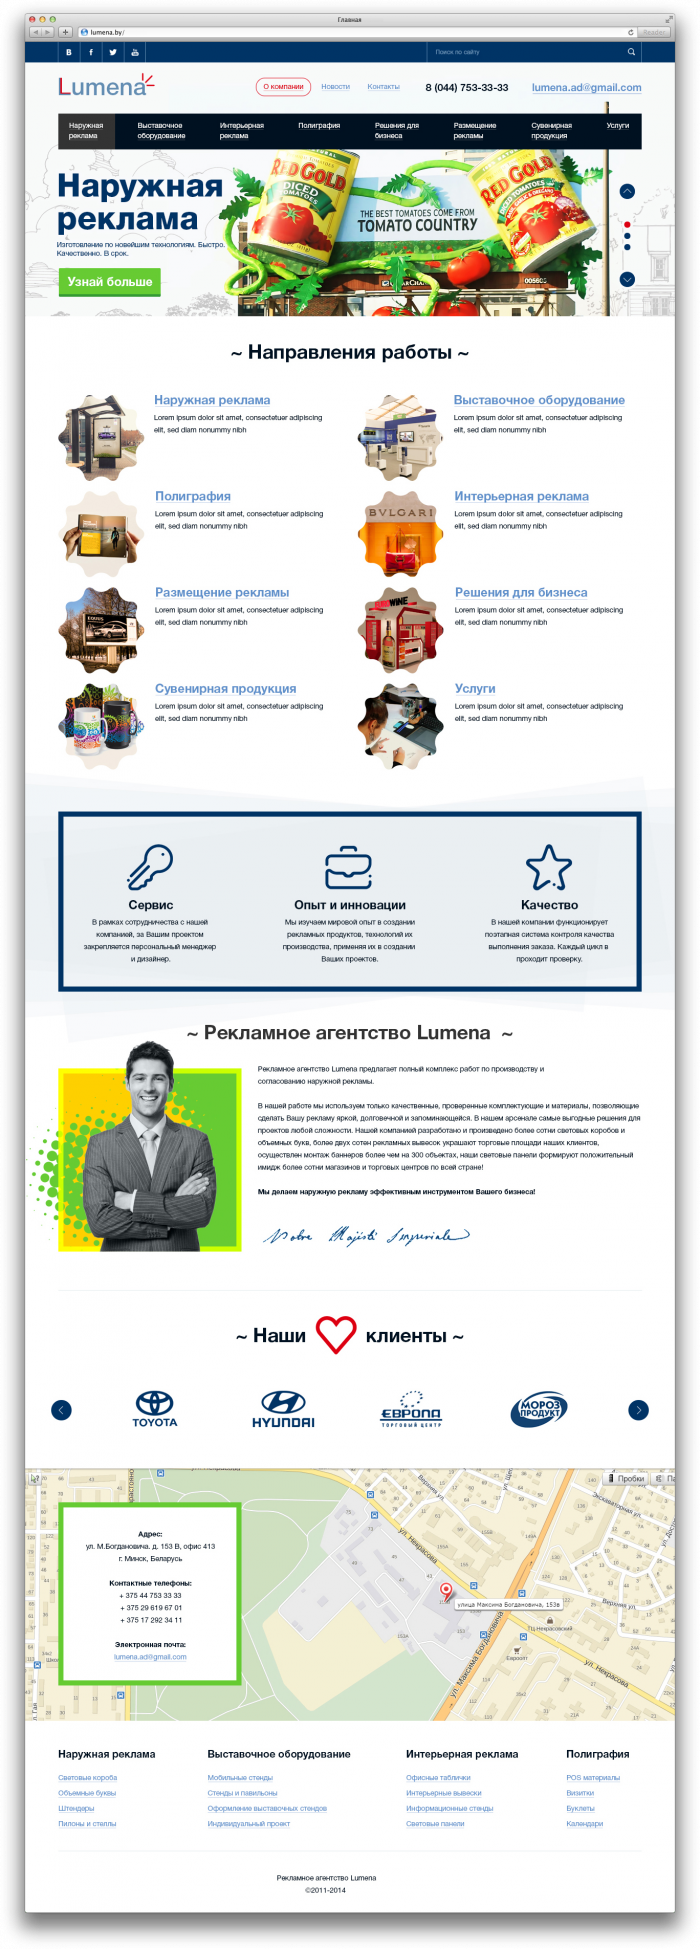 Главная
lumena.by/
Reader
Поиск по сайту
Lumena
О компании
Новости
Контакты
8 (044) 753-33-33
lumena.ad@gmail.com
Наружная реклама
Выставочное оборудование
Интерьерная реклама
Полиграфия
Решения для бизнеса
Размещение рекламы
Сувенирная продукция
Услуги
Наружная
реклама
Изготовление по новейшим технологиям. Быстро.
Качественно. В срок.
Узнай больше
RED GOLD
DICED
TOMATOES
THE BEST TOMATOES COME FROM
TOMATO COUNTRY
RED GOLD
DICED
TOMATOES
005605
~ Направления работы ~
Наружная реклама
Lorem ipsum dolor sit amet, consectetuer adipiscing
elit, sed diam nonummy nibh
Выставочное оборудование
Lorem ipsum dolor sit amet, consectetuer adipiscing
elit, sed diam nonummy nibh
Полиграфия
Lorem ipsum dolor sit amet, consectetuer adipiscing
elit, sed diam nonummy nibh
BVLGARI
Интерьерная реклама
Lorem ipsum dolor sit amet, consectetuer adipiscing
elit, sed diam nonummy nibh
Размещение рекламы
Lorem ipsum dolor sit amet, consectetuer adipiscing
elit, sed diam nonummy nibh
Решения для бизнеса
Lorem ipsum dolor sit amet, consectetuer adipiscing
elit, sed diam nonummy nibh
Сувенирная продукция
Lorem ipsum dolor sit amet, consectetuer adipiscing
elit, sed diam nonummy nibh
Услуги
Lorem ipsum dolor sit amet, consectetuer adipiscing
elit, sed diam nonummy nibh
Сервис
В рамках сотрудничества с нашей
компанией, за Вашим проектом
закрепляется персональный менеджер
и дизайнер.
Опыт и инновации
Мы изучаем мировой опыт в создании
рекламных продуктов, технологий их
производства, применяя их в создании
Ваших проектов.
Качество
В нашей компании функционирует
поэтапная система контроля качества
выполнения заказа. Каждый цикл в
проходит проверку.
~ Рекламное агентство Lumena ~
Рекламное агентство Lumena предлагает полный комплекс работ по производству и
согласованию наружной рекламы.
В нашей работе мы используем только качественные, проверенные комплектующие и материалы, позволяющие
сделать Вашу рекламу яркой, долговечной и запоминающейся. В нашем арсенале самые выгодные решения для
проектов любой сложности. Нашей компанией разработано и произведено более сотни световых коробов и
объемных букв, более двух сотен рекламных вывесок украшают торговые площади наших клиентов,
осуществлен монтаж баннеров более чем на 300 объектах, наши световые панели формируют положительный
имидж более сотни магазинов и торговых центров по всей стране!
Мы делаем наружную рекламу эффективным инструментом Вашего бизнеса!
~ Наши клиенты ~
TOYOTA
HYUNDAI
ЕВРОПА
ТОРГОВЫЙ ЦЕНТР
МОРОЗ
ПРОДУКТ
Пробки
Адрес:
ул. М.Богдановича. д. 153 В, офис 413
г. Минск, Беларусь
Контактные телефоны:
+ 375 44 753 33 33
+ 375 29 619 67 01
+ 375 17 292 34 11
Электронная почта:
lumena.ad@gmail.com
ул. Некрасова
улица Максима Богдановича, 153в
ТЦ Некрасовский
Евроопт
ул. Максима Богдановича
ул. Некрасова
Наружная реклама
Световые короба
Объемные буквы
Штендеры
Пилоны и стеллы
Выставочное оборудование
Мобильные стенды
Стенды и павильоны
Оформление выставочных стендов
Индивидуальный проект
Интерьерная реклама
Офисные таблички
Интерьерные вывески
Информационные стенды
Световые панели
Полиграфия
POS материалы
Визитки
Буклеты
Календари
Рекламное агентство Lumena
©2011-2014